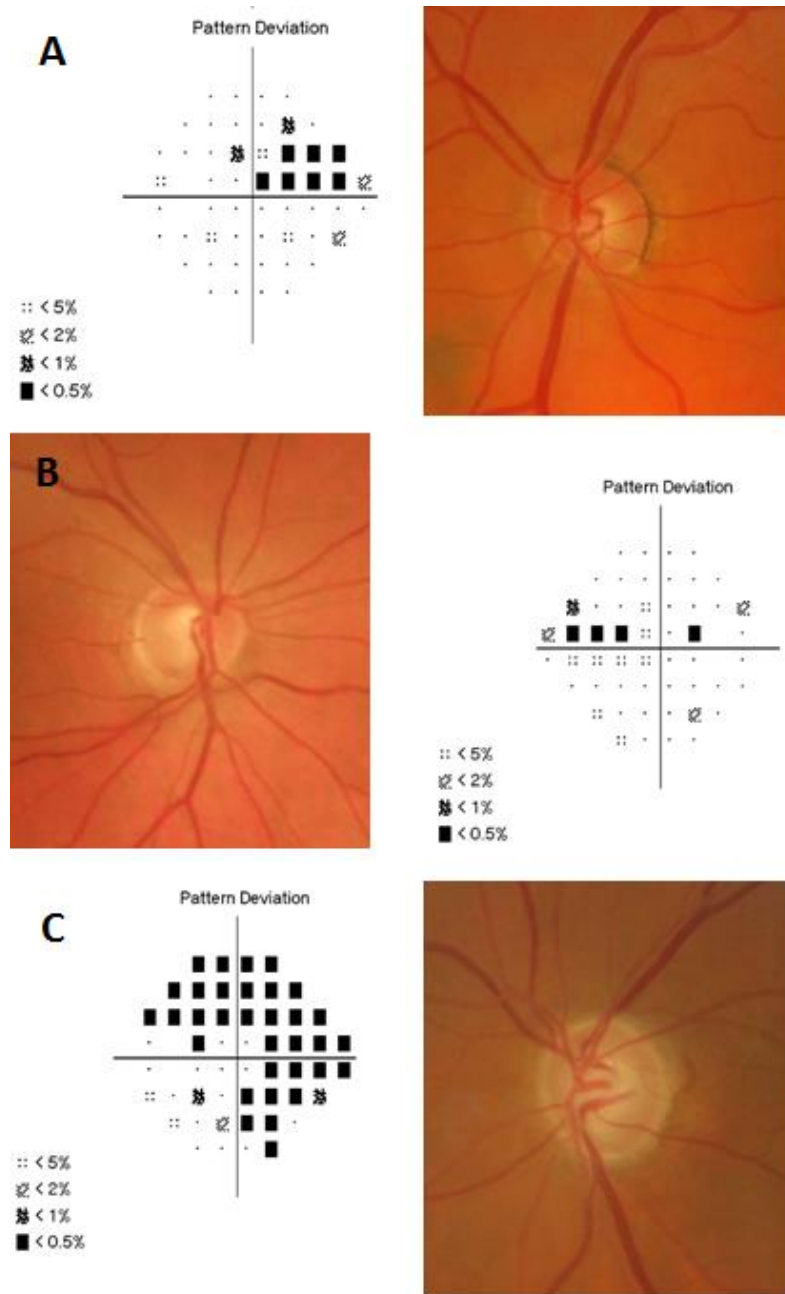 A
Pattern Deviation
< 5%
< 2%
< 1%
< 0.5%
B
Pattern Deviation
< 5%
< 2%
< 1%
< 0.5%
C
Pattern Deviation
< 5%
< 2%
< 1%
< 0.5%